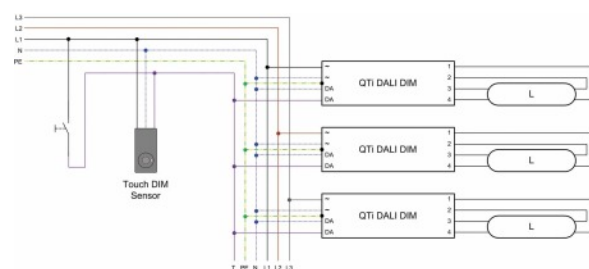 L3
L2
L1
N
PE
~
~
DA
DA
QTi DALI DIM
1
2
3
4
L
~
~
DA
DA
QTi DALI DIM
1
2
3
4
L
Touch DIM
Sensor
~
~
DA
DA
QTi DALI DIM
1
2
3
4
L
T PE N L1 L2 L3